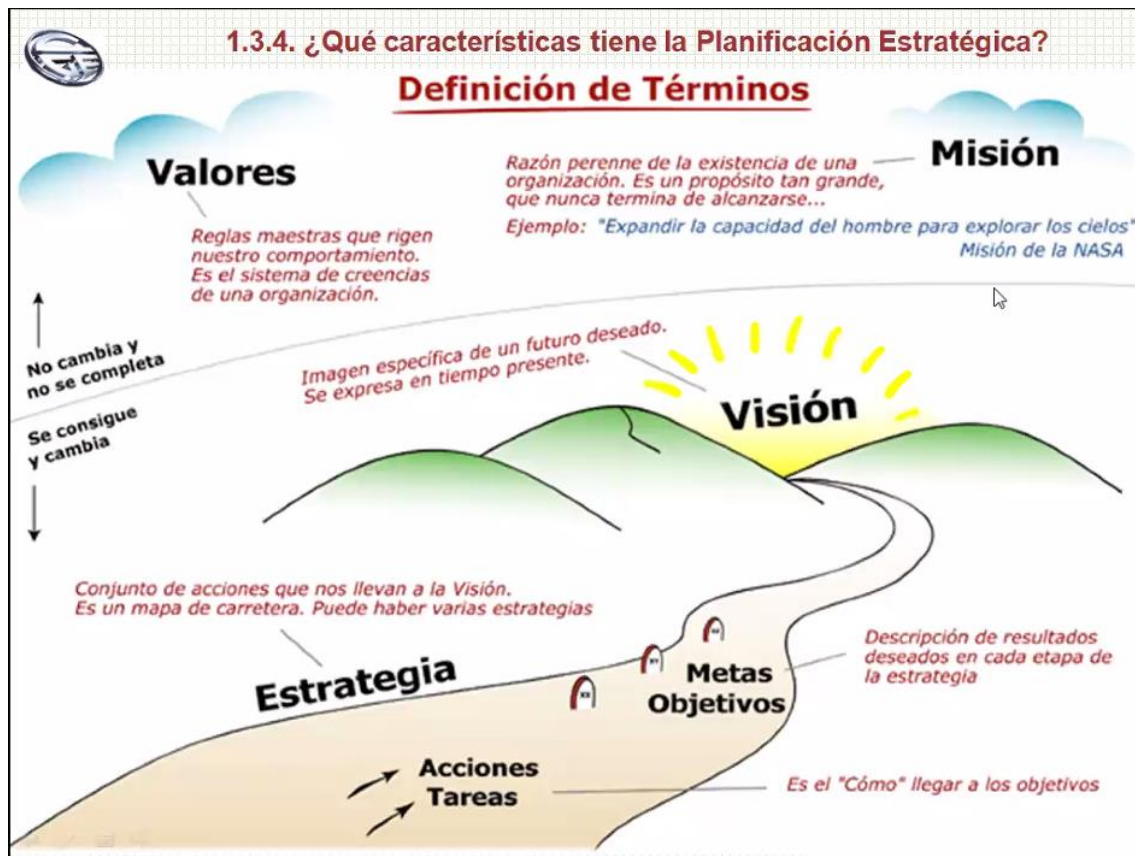 1.3.4. ¿Qué características tiene la Planificación Estratégica?
Definición de Términos
Valores
Reglas maestras que rigen
nuestro comportamiento.
Es el sistema de creencias
de una organización.
Misión
Razón perenne de la existencia de una
organización. Es un propósito tan grande,
que nunca termina de alcanzarse...
Ejemplo: "Expandir la capacidad del hombre para explorar los cielos"
Misión de la NASA
No cambia y
no se completa
Se consigue
y cambia
Imagen específica de un futuro deseado.
Se expresa en tiempo presente.
Visión
Conjunto de acciones que nos llevan a la Visión.
Es un mapa de carretera. Puede haber varias estrategias
Estrategia
Metas
Objetivos
Descripción de resultados
deseados en cada etapa de
la estrategia
Acciones
Tareas
Es el "Cómo" llegar a los objetivos